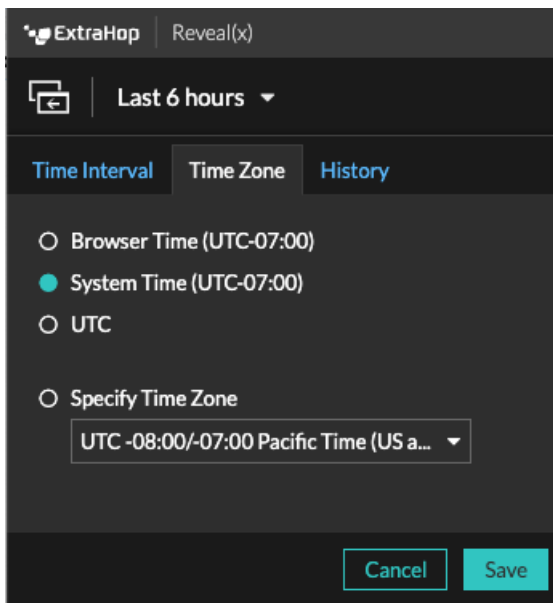 ExtraHop Reveal(x)
Last 6 hours
Time Interval Time Zone History
Browser Time (UTC-07:00)
System Time (UTC-07:00)
UTC
Specify Time Zone
UTC -08:00/-07:00 Pacific Time (US a...
Cancel Save